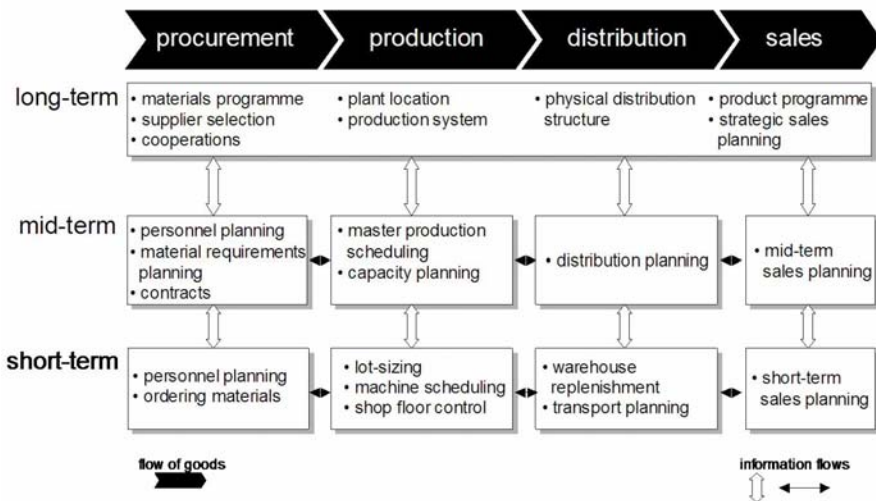 procurement
production
distribution
sales
long-term
• materials programme
• supplier selection
• cooperations
• plant location
• production system
• physical distribution
structure
• product programme
• strategic sales
planning
mid-term
• personnel planning
• material requirements
planning
• contracts
• master production
scheduling
• capacity planning
• distribution planning
• mid-term
sales planning
short-term
• personnel planning
• ordering materials
• lot-sizing
• machine scheduling
• shop floor control
• warehouse
replenishment
• transport planning
• short-term
sales planning
flow of goods
information flows